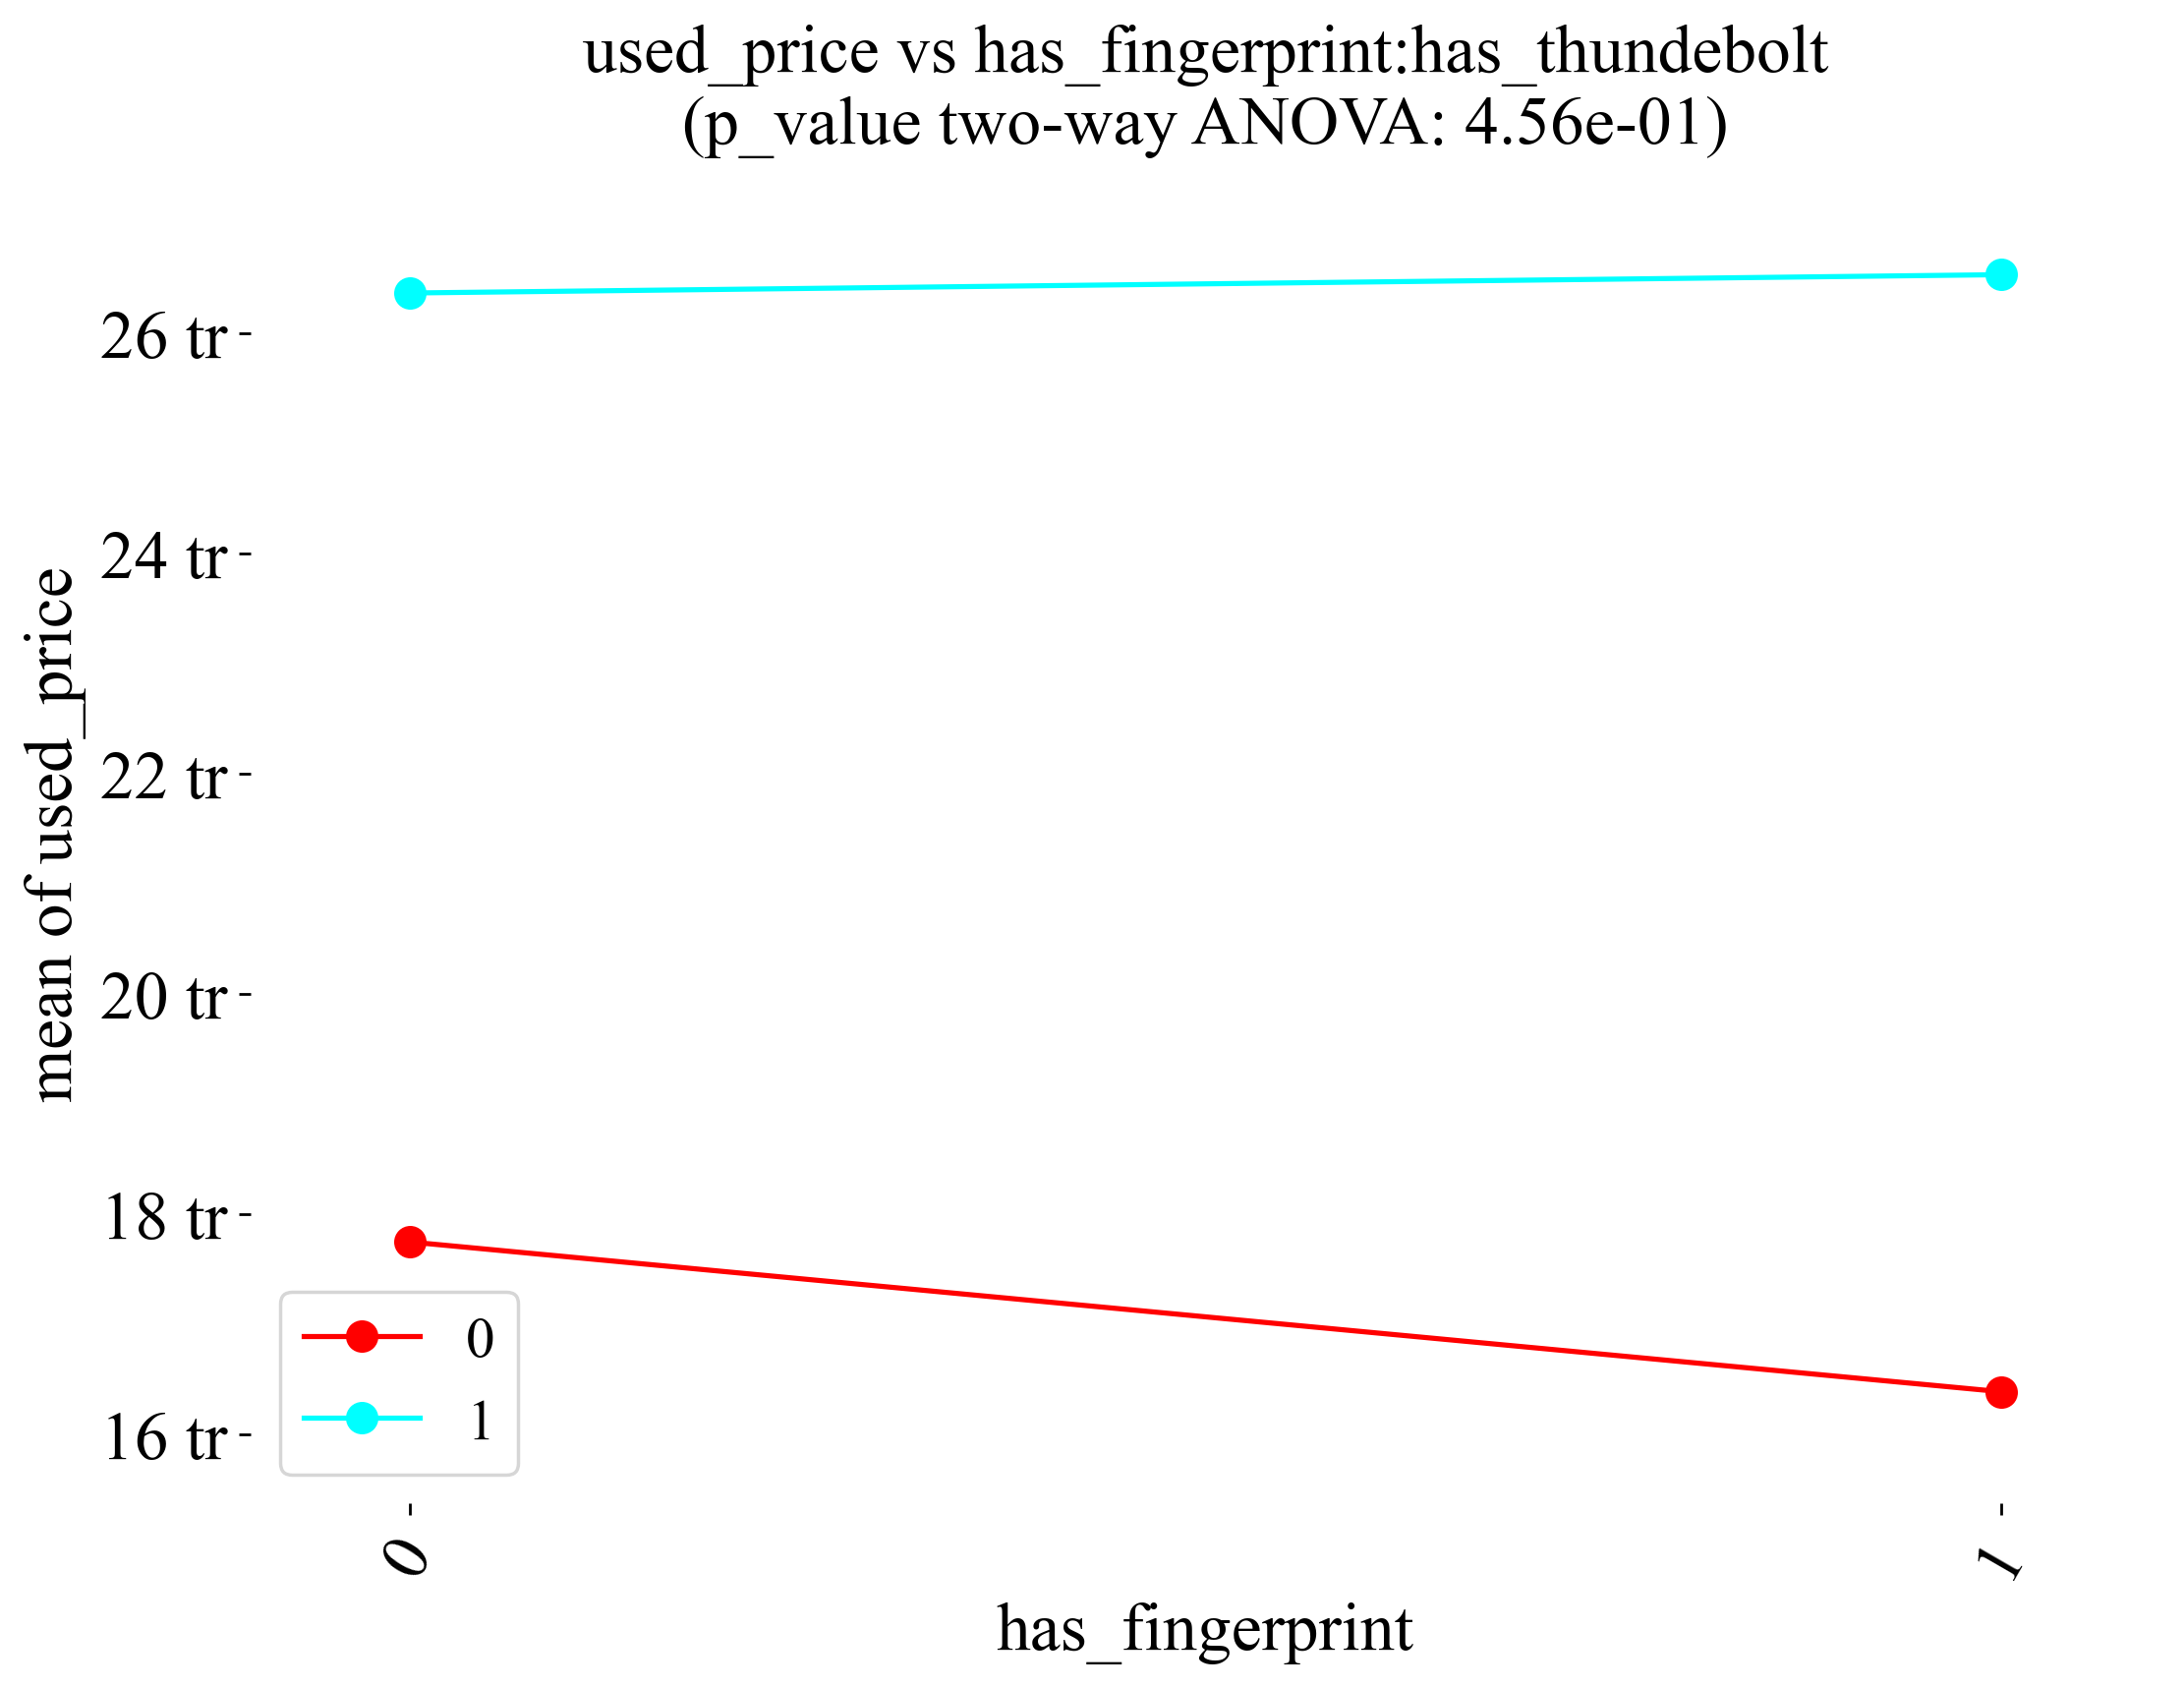 used_price vs has_fingerprint:has_thundebolt
(p_value two-way ANOVA: 4.56e-01)
mean of used_price
26 tr
24 tr
22 tr
20 tr
18 tr
16 tr
0
1
0
1
has_fingerprint